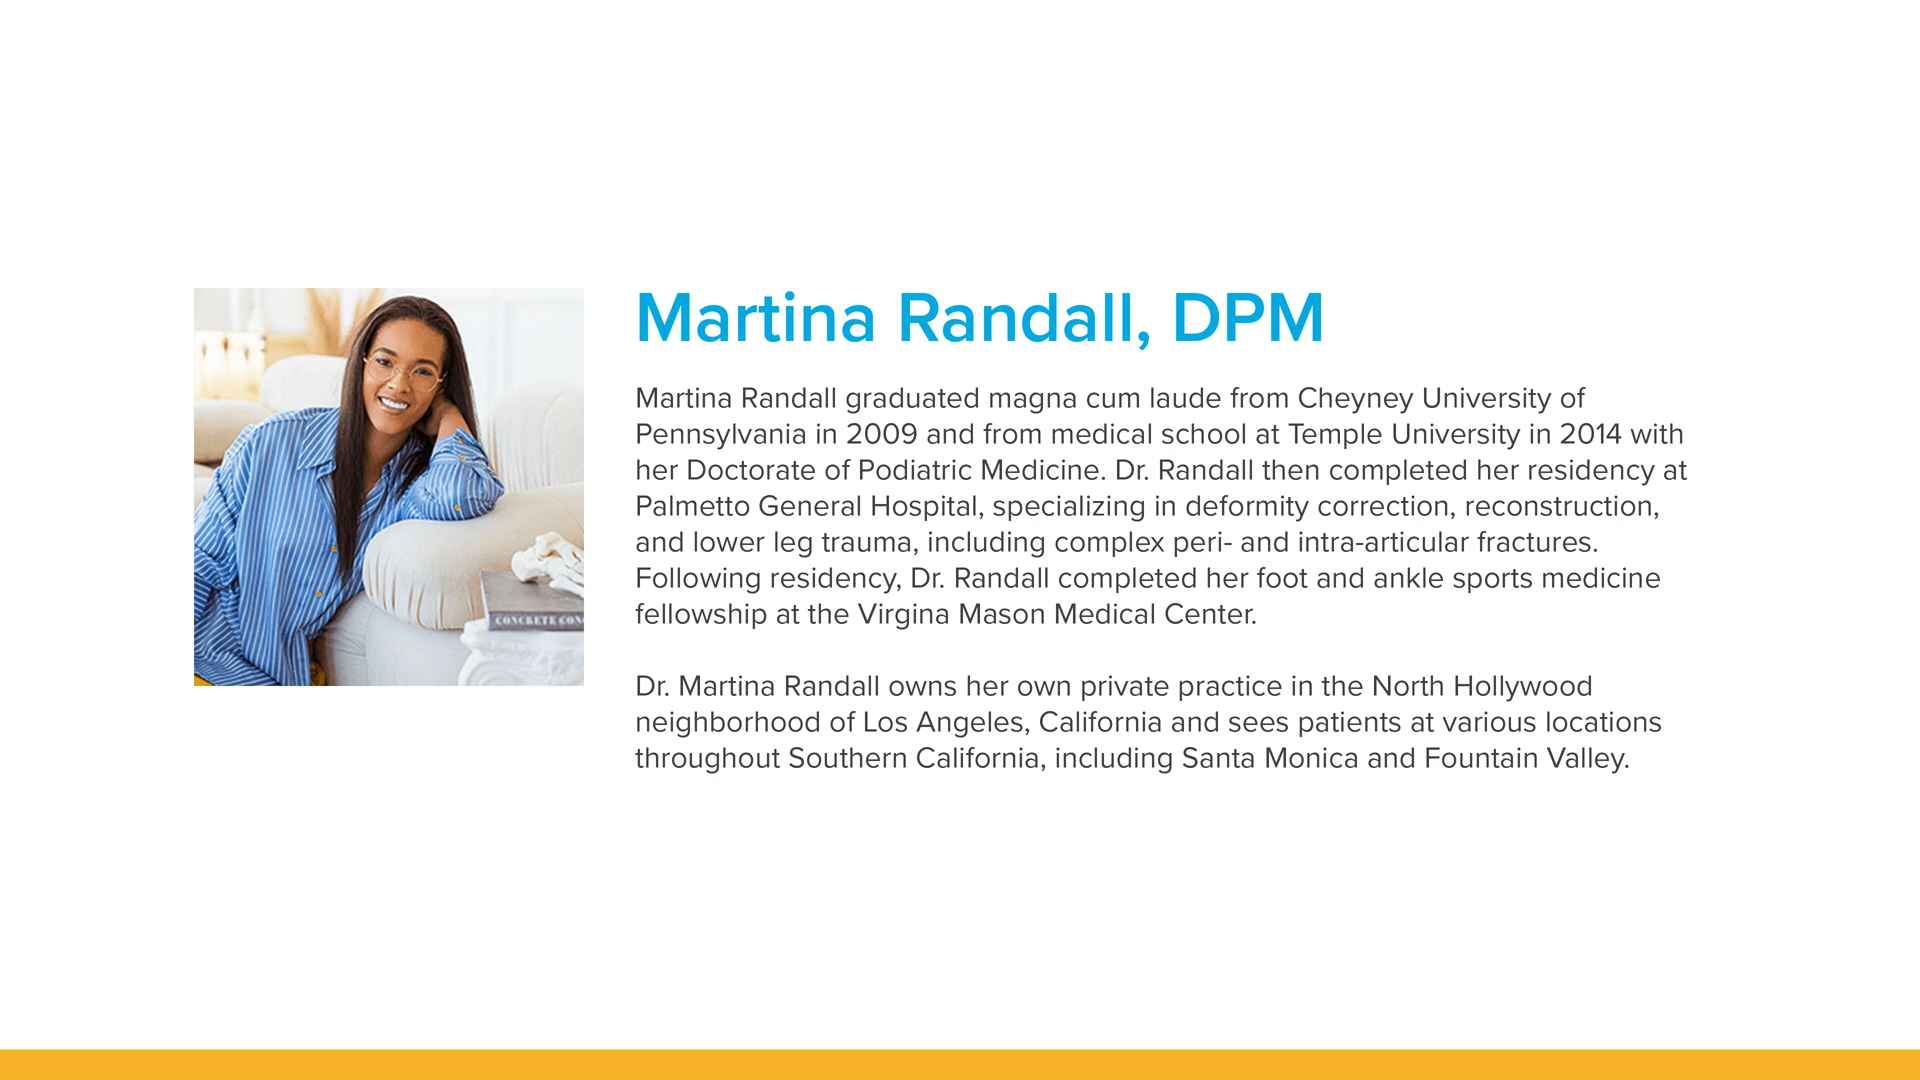 Martina Randall, DPM
Martina Randall graduated magna cum laude from Cheyney University of
Pennsylvania in 2009 and from medical school at Temple University in 2014 with
her Doctorate of Podiatric Medicine. Dr. Randall then completed her residency at
Palmetto General Hospital, specializing in deformity correction, reconstruction,
and lower leg trauma, including complex peri- and intra-articular fractures.
Following residency, Dr. Randall completed her foot and ankle sports medicine
fellowship at the Virgina Mason Medical Center.
Dr. Martina Randall owns her own private practice in the North Hollywood
neighborhood of Los Angeles, California and sees patients at various locations
throughout Southern California, including Santa Monica and Fountain Valley.
CONCRETE CON